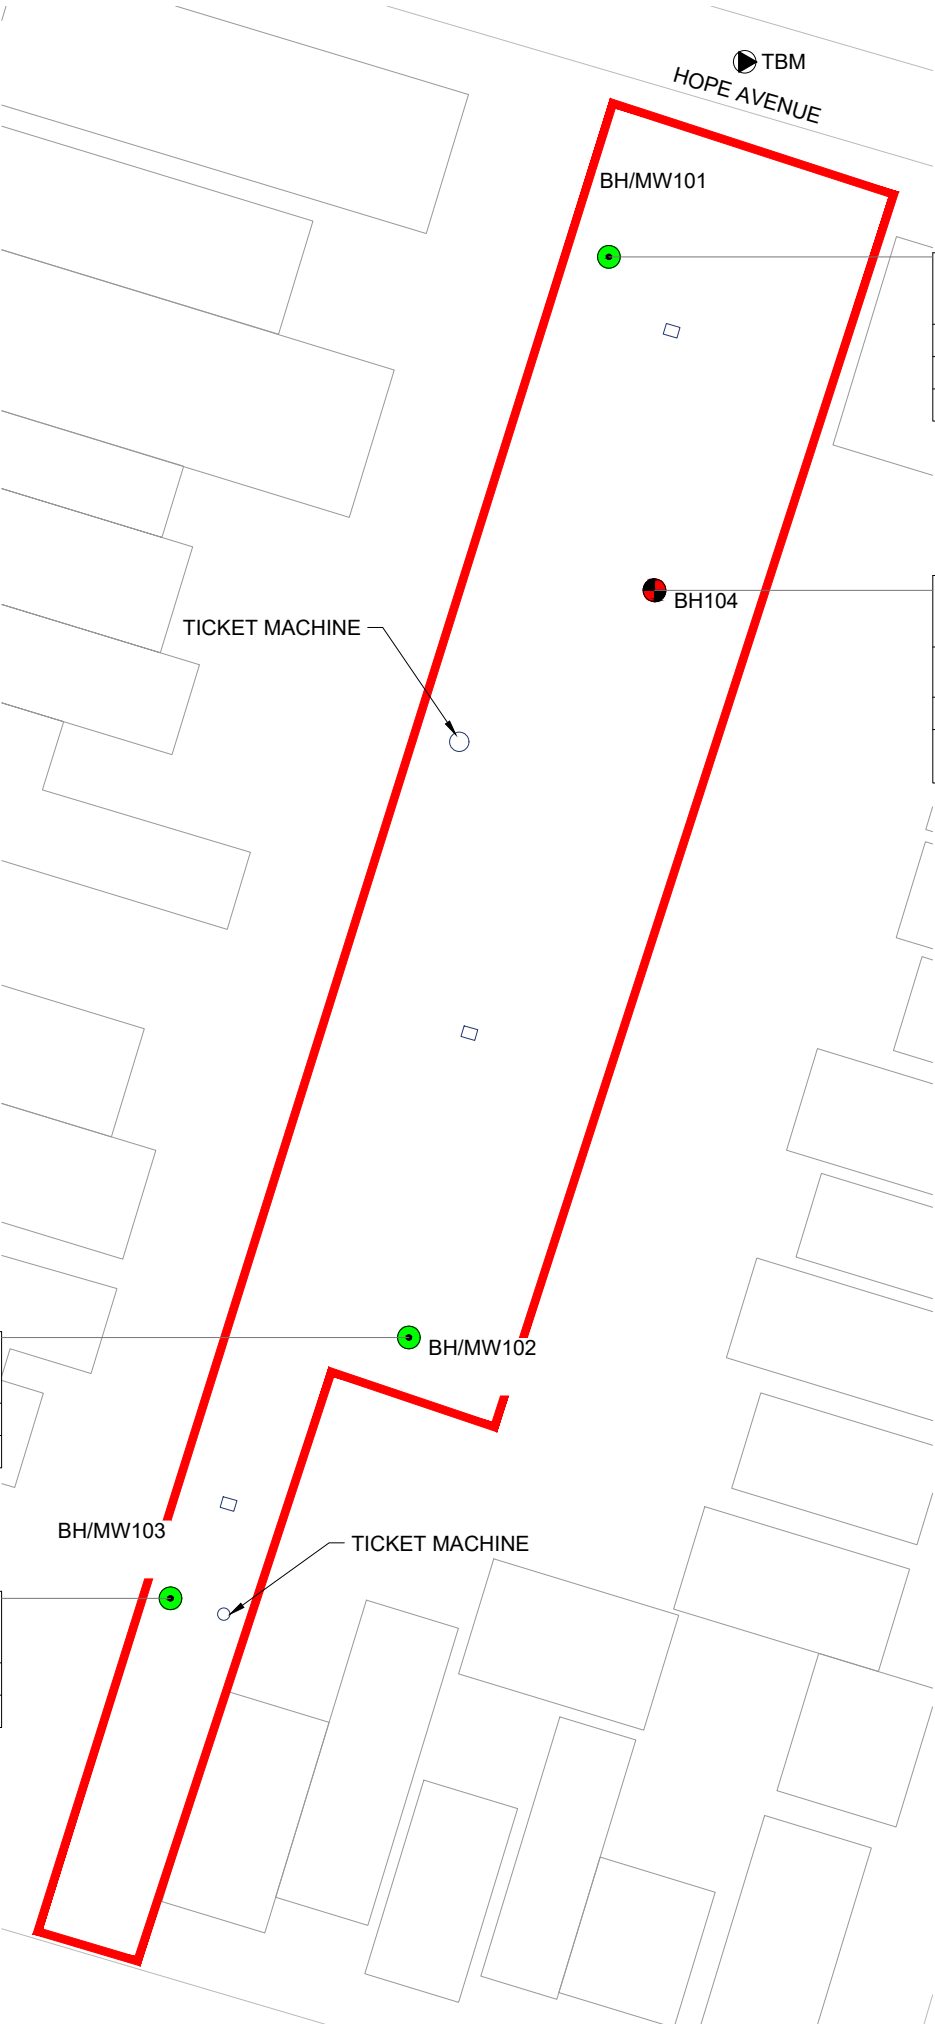 TBM
HOPE AVENUE
BH/MW101
BH104
TICKET MACHINE
BH/MW102
BH/MW103
TICKET MACHINE